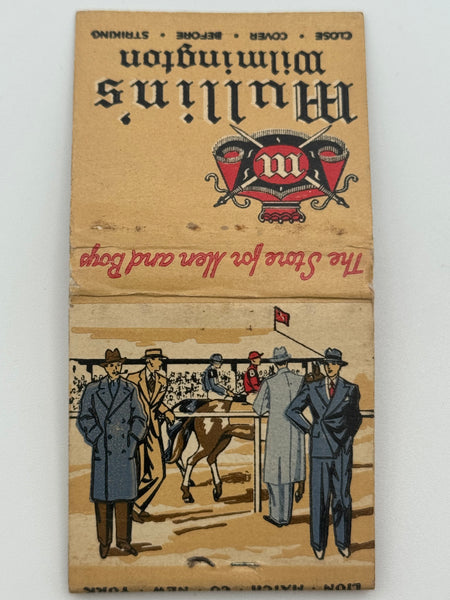 CLOSE • COVER • BEFORE • STRIKING
Mullin's
Wilmington
M
The Store for Men and Boys
LION MATCH CO NEW YORK